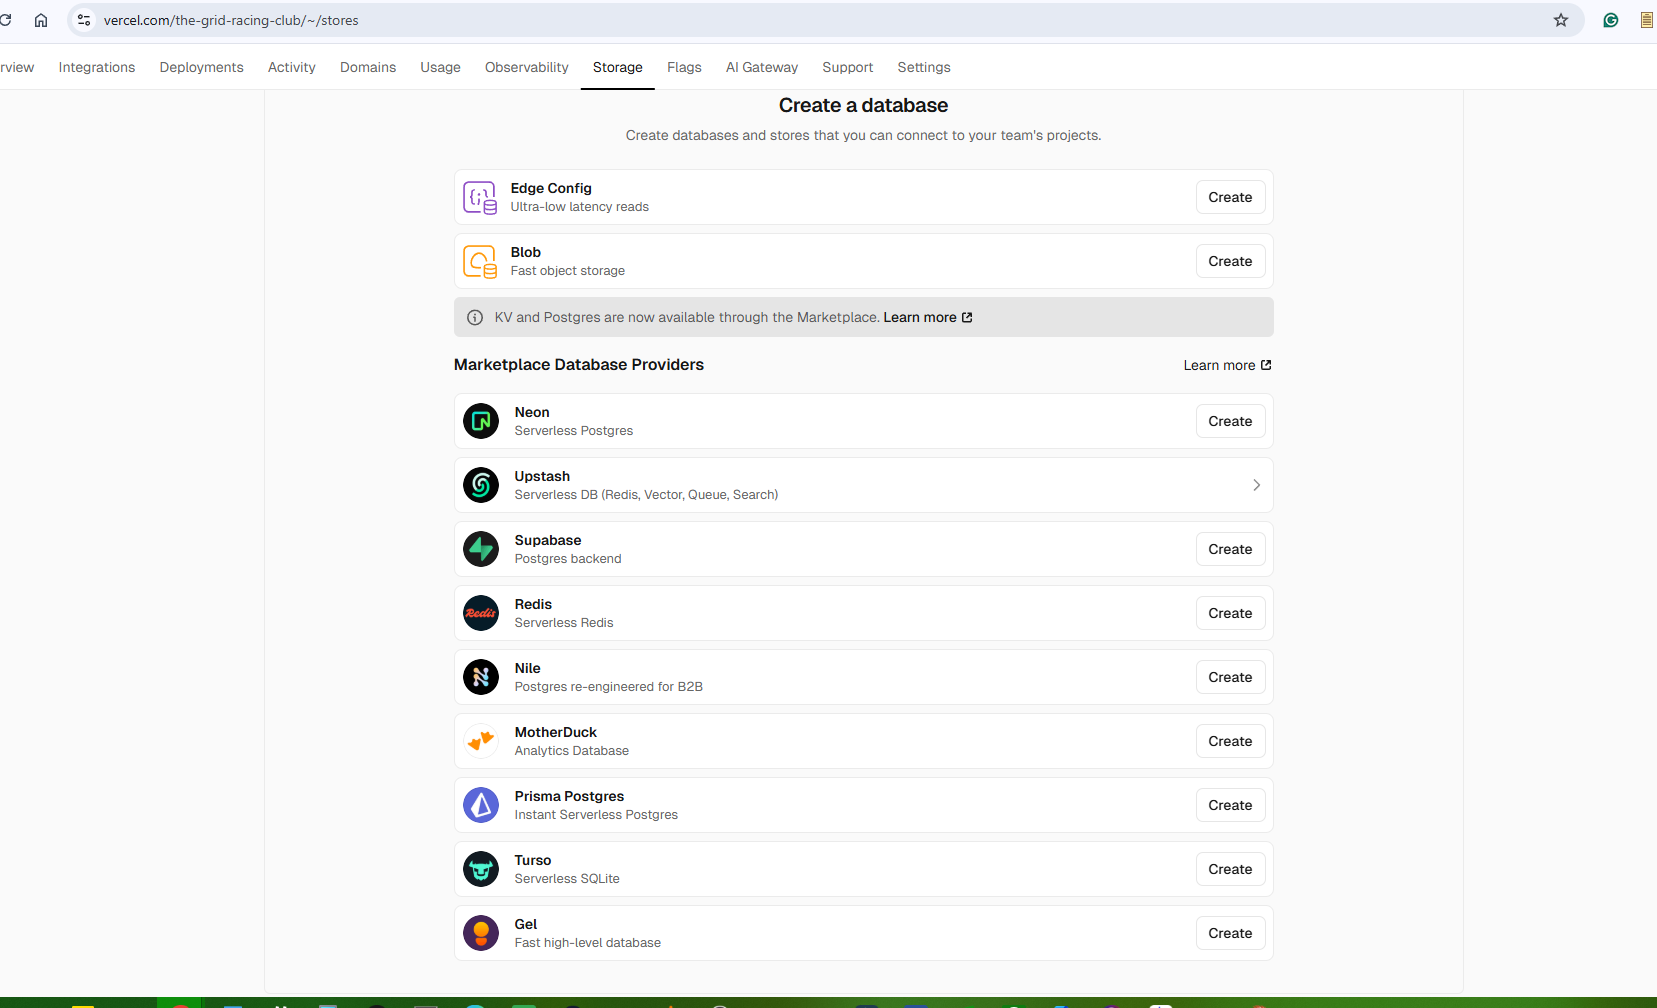 vercel.com/the-grid-racing-club/~/stores
rview Integrations Deployments Activity Domains Usage Observability Storage Flags AI Gateway Support Settings
Create a database
Create databases and stores that you can connect to your team's projects.
Edge Config
Ultra-low latency reads
Create
Blob
Fast object storage
Create
KV and Postgres are now available through the Marketplace. Learn more
Marketplace Database Providers
Learn more
Neon
Serverless Postgres
Create
Upstash
Serverless DB (Redis, Vector, Queue, Search)
Supabase
Postgres backend
Create
Redis
Redis
Serverless Redis
Create
Nile
Postgres re-engineered for B2B
Create
MotherDuck
Analytics Database
Create
Prisma Postgres
Instant Serverless Postgres
Create
Turso
Serverless SQLite
Create
Gel
Fast high-level database
Create